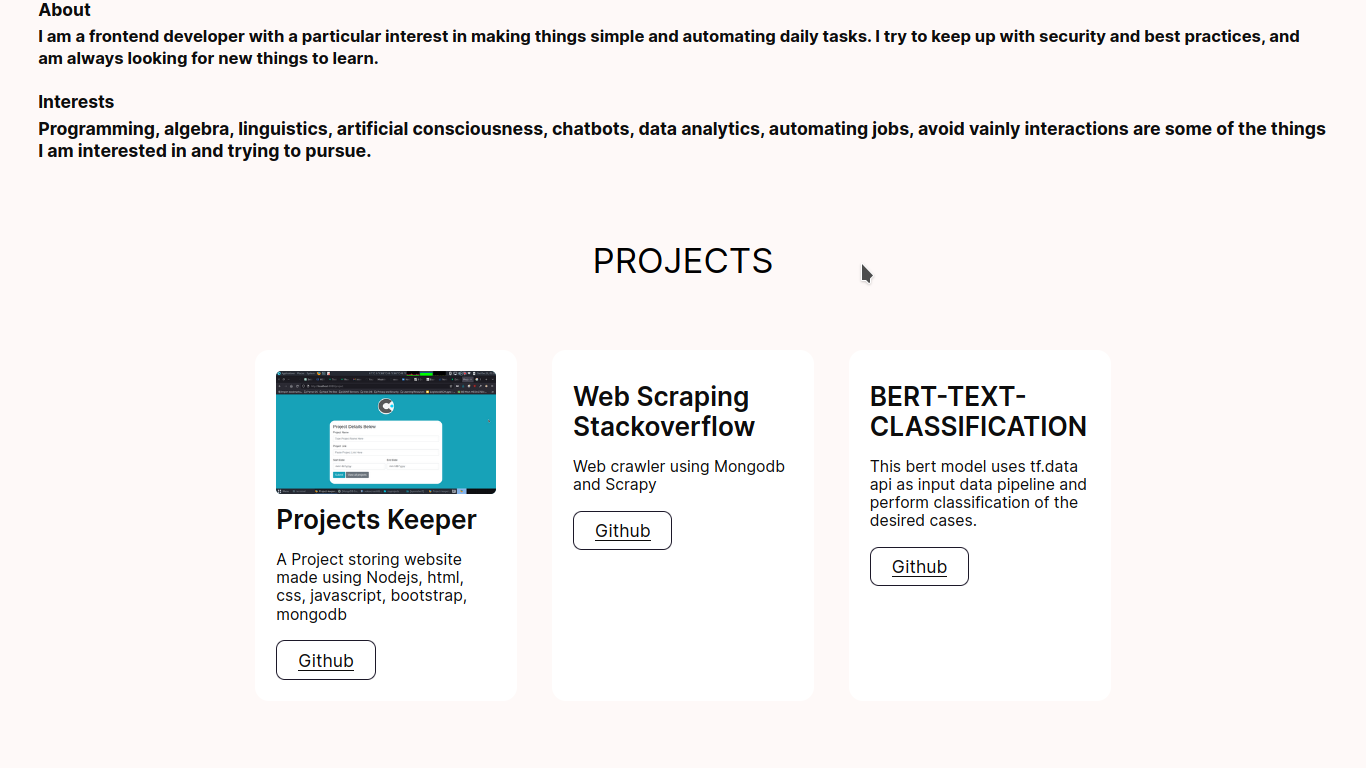 About
I am a frontend developer with a particular interest in making things simple and automating daily tasks. I try to keep up with security and best practices, and
am always looking for new things to learn.
Interests
Programming, algebra, linguistics, artificial consciousness, chatbots, data analytics, automating jobs, avoid vainly interactions are some of the things
I am interested in and trying to pursue.
PROJECTS
Project Details Below
Projects Keeper
A Project storing website
made using Nodejs, html,
css, javascript, bootstrap,
mongodb
Github
Web Scraping
Stackoverflow
Web crawler using Mongodb
and Scrapy
Github
BERT-TEXT-
CLASSIFICATION
This bert model uses tf.data
api as input data pipeline and
perform classification of the
desired cases.
Github